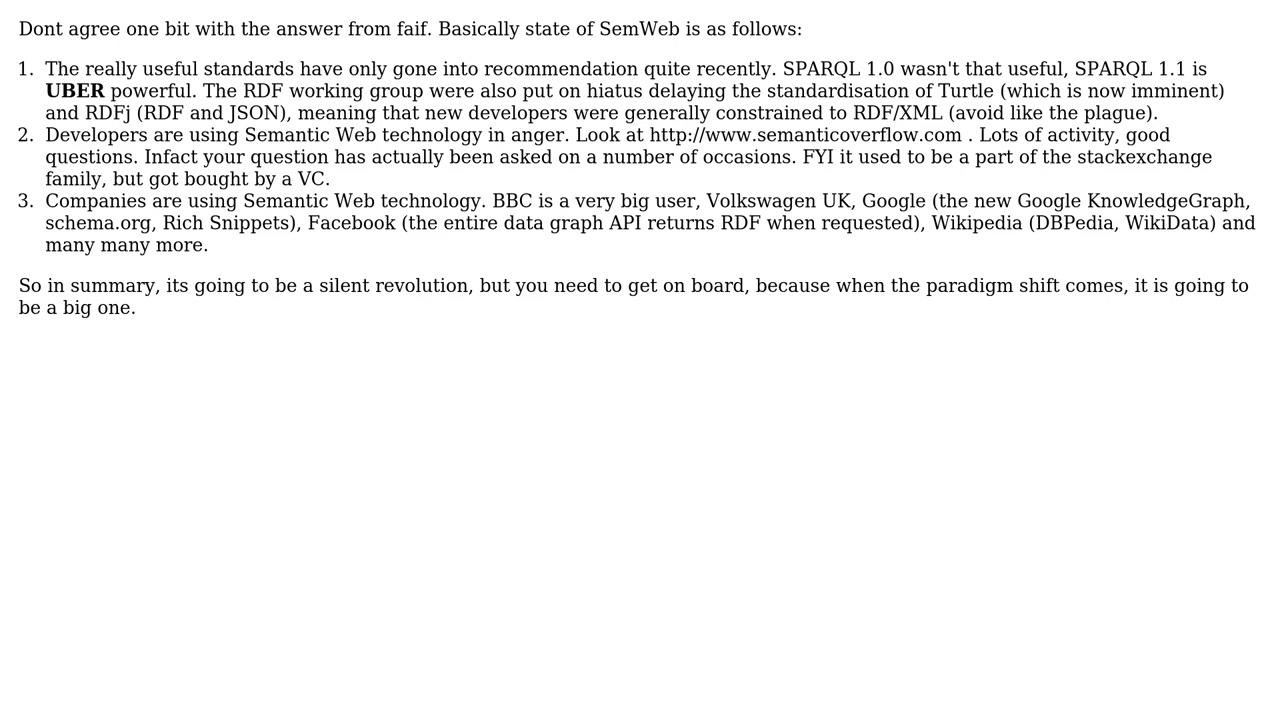 Dont agree one bit with the answer from faif. Basically state of SemWeb is as follows:
1. The really useful standards have only gone into recommendation quite recently. SPARQL 1.0 wasn't that useful, SPARQL 1.1 is
UBER powerful. The RDF working group were also put on hiatus delaying the standardisation of Turtle (which is now imminent)
and RDFj (RDF and JSON), meaning that new developers were generally constrained to RDF/XML (avoid like the plague).
2. Developers are using Semantic Web technology in anger. Look at http://www.semanticoverflow.com . Lots of activity, good
questions. Infact your question has actually been asked on a number of occasions. FYI it used to be a part of the stackexchange
family, but got bought by a VC.
3. Companies are using Semantic Web technology. BBC is a very big user, Volkswagen UK, Google (the new Google KnowledgeGraph,
schema.org, Rich Snippets), Facebook (the entire data graph API returns RDF when requested), Wikipedia (DBPedia, WikiData) and
many many more.
So in summary, its going to be a silent revolution, but you need to get on board, because when the paradigm shift comes, it is going to
be a big one.